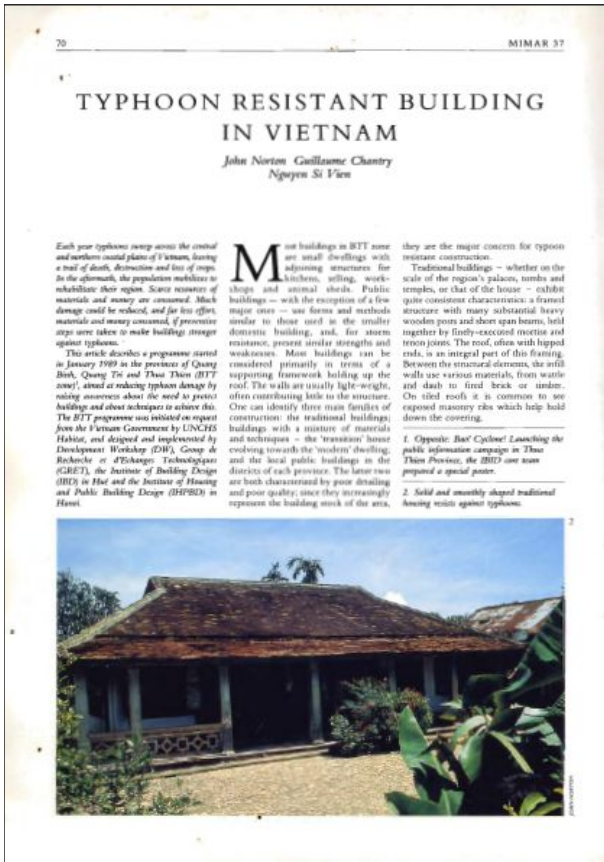 70
MIMAR 37
TYPHOON RESISTANT BUILDING
IN VIETNAM
John Norton Guillaume Chantry
Nguyen Si Vien
Each year typhoons sweep across the central
and northern coastal plains of Vietnam, leaving
a trail of death, destruction and loss of crops.
In the aftermath, the population mobilizes to
rehabilitate their region. Scarce resources of
materials and money are consumed. Much
damage could be reduced, and far less effort,
materials and money consumed, if preventive
steps were taken to make buildings stronger
against typhoons.
This article describes a programme started
in January 1989 in the provinces of Quang
Binh, Quang Tri and Thua Thien (BTT
zone)¹, aimed at reducing typhoon damage by
raising awareness about the need to protect
buildings and about techniques to achieve this.
The BTT programme was initiated on request
from the Vietnam Government by UNCHS
Habitat, and designed and implemented by
Development Workshop (DW), Group de
Recherche et d'Echanges Technologiques
(GRET), the Institute of Building Design
(IBD) in Hué and the Institute of Housing
and Public Building Design (IHPBD) in
Hanoi.
Most buildings in BTT zone
are small dwellings with
adjoining structures for
kitchens, selling, work-
shops and animal sheds. Public
buildings — with the exception of a few
major ones — use forms and methods
similar to those used in the smaller
domestic building, and, for storm
resistance, present similar strengths and
weaknesses. Most buildings can be
considered primarily in terms of a
supporting framework holding up the
roof. The walls are usually light-weight,
often contributing little to the structure.
One can identify three main families of
construction: the traditional buildings;
buildings with a mixture of materials
and techniques – the 'transition' house
evolving towards the 'modern' dwelling;
and the local public buildings in the
districts of each province. The latter two
are both characterized by poor detailing
and poor quality; since they increasingly
represent the building stock of the area,
they are the major concern for typoon
resistant construction.
Traditional buildings – whether on the
scale of the region's palaces, tombs and
temples, or that of the house – exhibit
quite consistent characteristics: a framed
structure with many substantial heavy
wooden posts and short span beams, held
together by finely-executed mortise and
tenon joints. The roof, often with hipped
ends, is an integral part of this framing.
Between the structural elements, the infill
walls use various materials, from wattle
and daub to fired brick or timber.
On tiled roofs it is common to see
exposed masonry ribs which help hold
down the covering.
1. Opposite: Bao! Cyclone! Launching the
public information campaign in Thua
Thien Province, the IBD core team
prepared a special poster.
2. Solid and smoothly shaped traditional
housing resists against typhoons.
2
JOHN NORTON